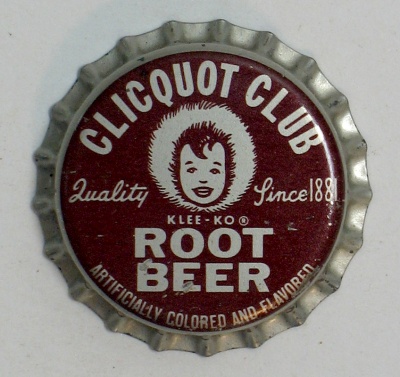 CLICQUOT CLUB
Quality Since 1881
KLEE-KO®
ROOT
BEER
ARTIFICIALLY COLORED AND FLAVORED